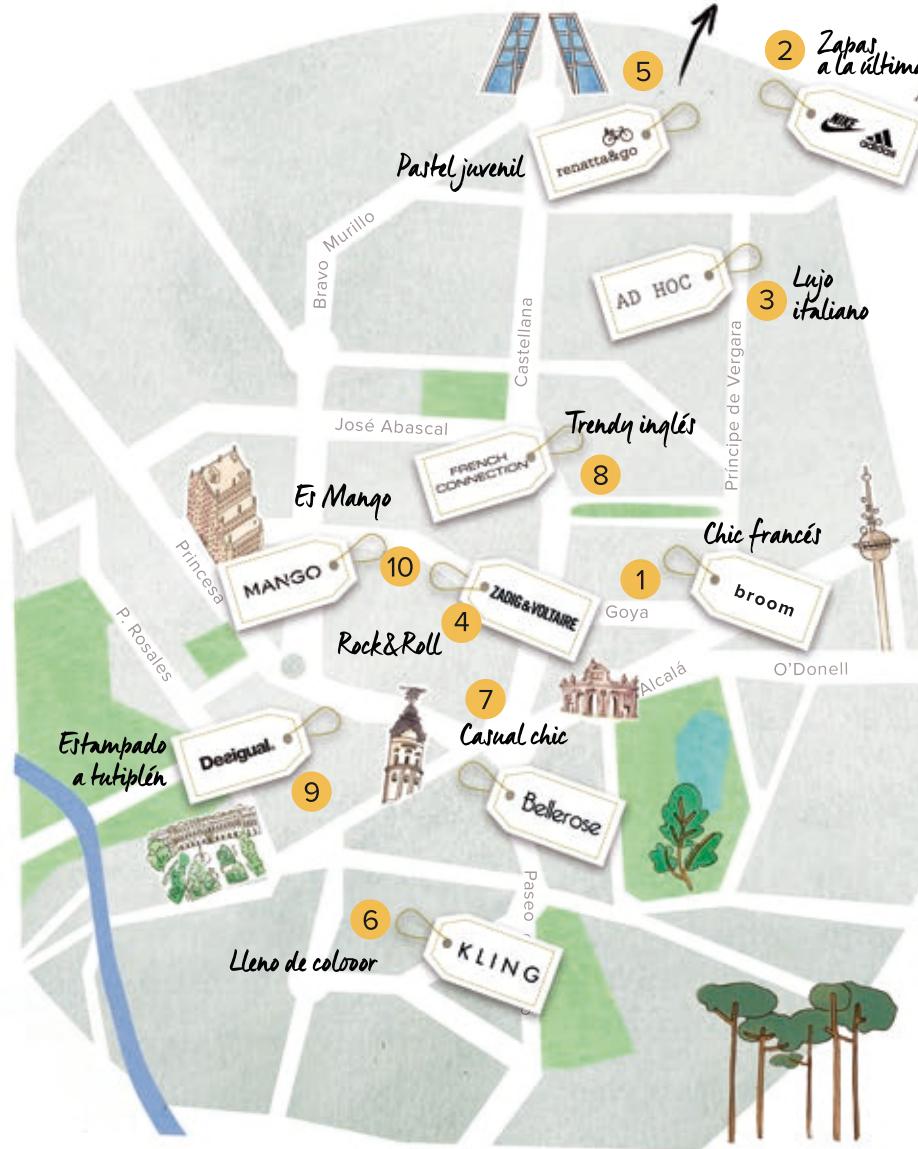 2
Zapas
a la última
NIKE
adidas
5
renatta&go
Pastel juvenil
Bravo Murillo
AD HOC
3
Lujo
italiano
Castellana
Príncipe de Vergara
José Abascal
Trendy inglés
FRENCH
CONNECTION
8
Es Mango
MANGO
10
Princesa
Chic francés
1
broom
ZADIG & VOLTAIRE
4
Rock&Roll
Goya
P. Rosales
Alcalá
O'Donell
7
Casual chic
Estampado
a tutiplén
Desigual.
9
Bellerose
Paseo
6
KLING
Lleno de colooor